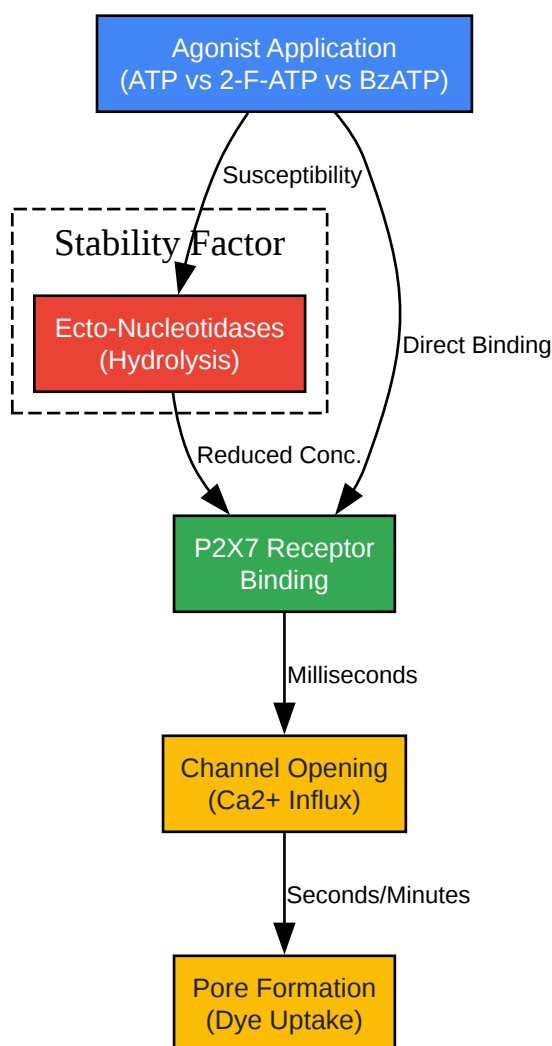 Agonist Application
(ATP vs 2-F-ATP vs BzATP)
Susceptibility
Stability Factor
Ecto-Nucleotidases
(Hydrolysis)
Direct Binding
Reduced Conc.
P2X7 Receptor
Binding
Milliseconds
Channel Opening
(Ca2+ Influx)
Seconds/Minutes
Pore Formation
(Dye Uptake)